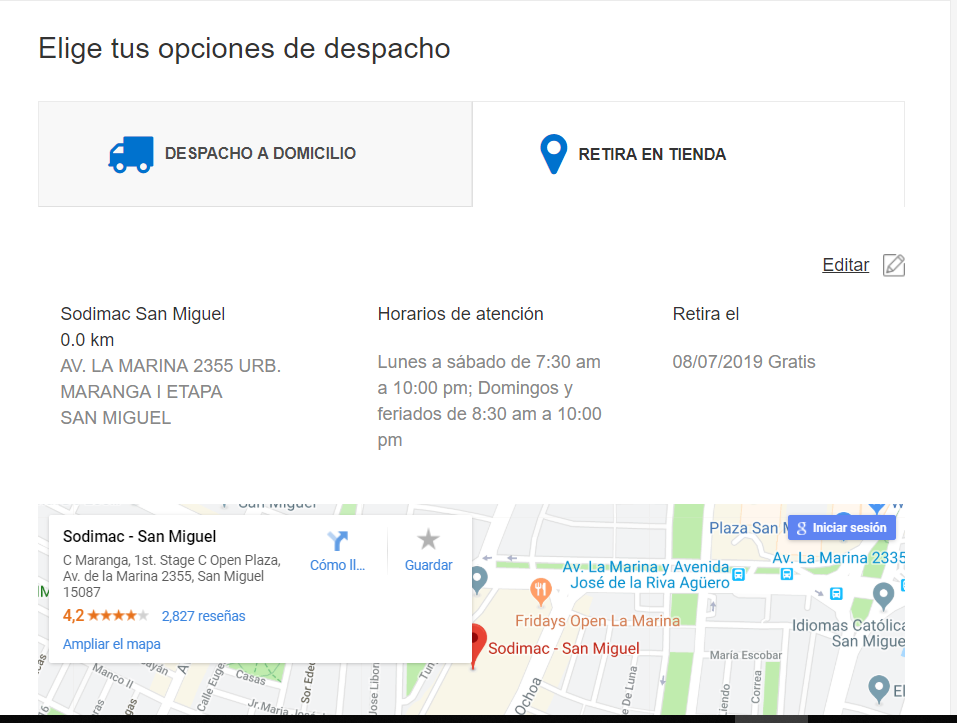 Elige tus opciones de despacho
DESPACHO A DOMICILIO
RETIRA EN TIENDA
Editar
Sodimac San Miguel
0.0 km
AV. LA MARINA 2355 URB.
MARANGA I ETAPA
SAN MIGUEL
Horarios de atención
Lunes a sábado de 7:30 am
a 10:00 pm; Domingos y
feriados de 8:30 am a 10:00
pm
Retira el
08/07/2019 Gratis
San Miguel
Sodimac - San Miguel
C Maranga, 1st. Stage C Open Plaza,
Av. de la Marina 2355, San Miguel
15087
4,2
2,827 reseñas
Ampliar el mapa
Cómo ll...
Guardar
Plaza San M
Iniciar sesión
Av. La Marina y Avenida
José de la Riva Agüero
Av. La Marina 2335
Fridays Open La Marina
Sodimac - San Miguel
Idiomas Católica
San Migue
María Escobar
Manco II
Calle Euge
Casas
Jr. María Jos
Jose Libor
Ochoa
De Luna
Correa
El